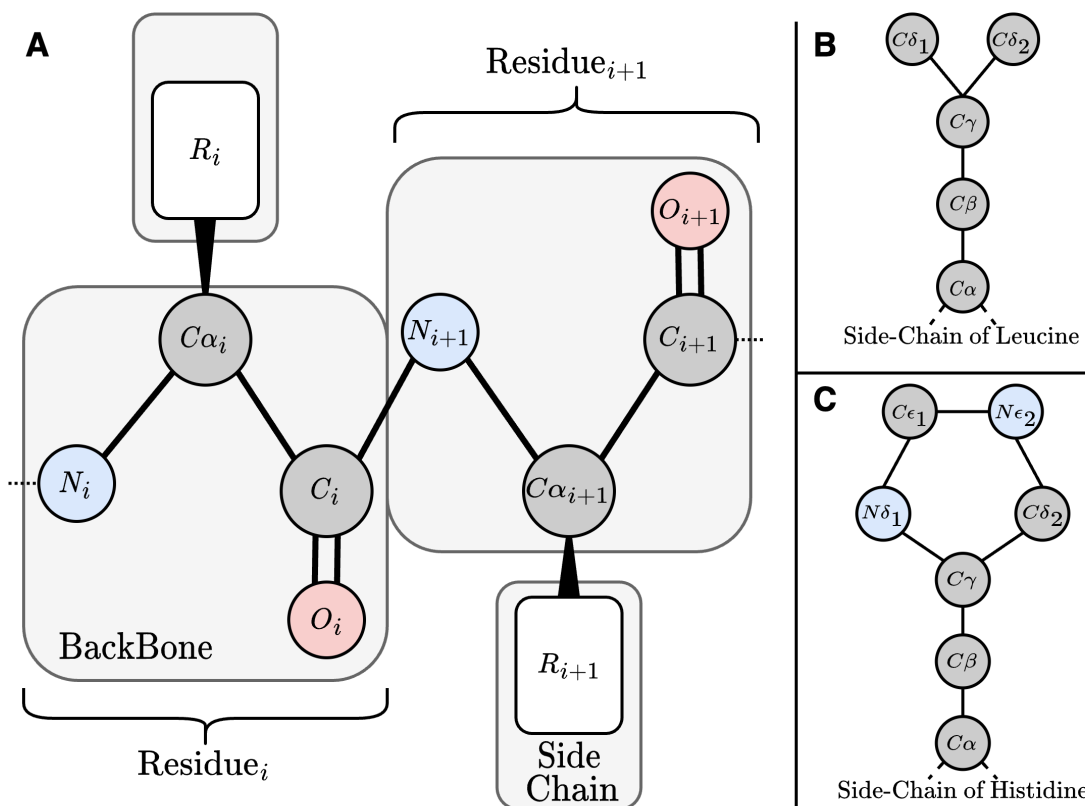 A
R_i
Residue_{i+1}
O_{i+1}
Cα_i
N_{i+1}
C_{i+1}
N_i
C_i
Cα_{i+1}
O_i
BackBone
R_{i+1}
Residue_i
Side
Chain
B
Cδ_1
Cδ_2
Cγ
Cβ
Cα
Side-Chain of Leucine
C
Cϵ_1
Nϵ_2
Nδ_1
Cδ_2
Cγ
Cβ
Cα
Side-Chain of Histidine